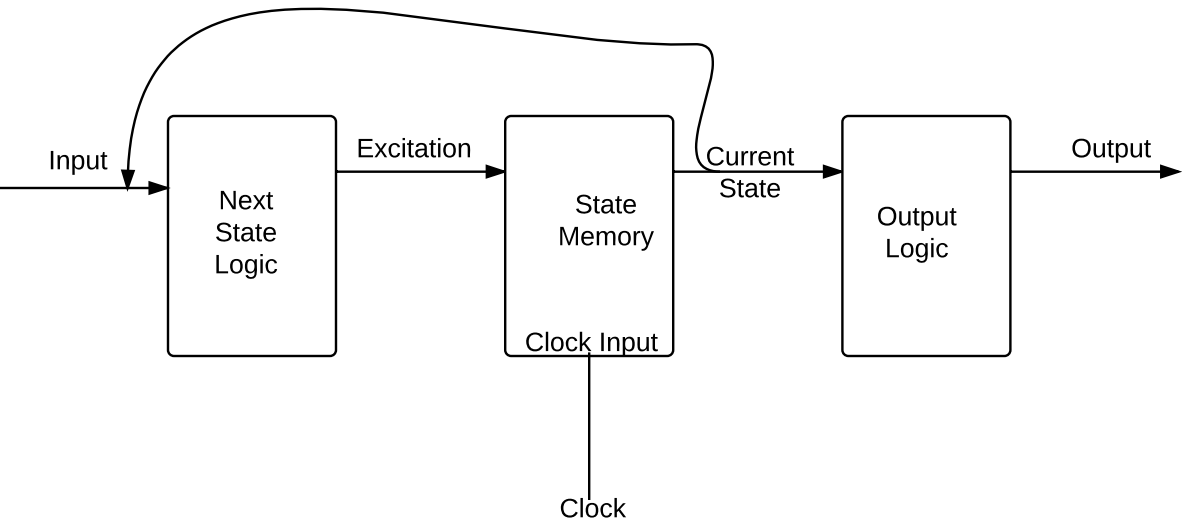 Input
Next
State
Logic
Excitation
State
Memory
Clock Input
Clock
Current
State
Output
Logic
Output